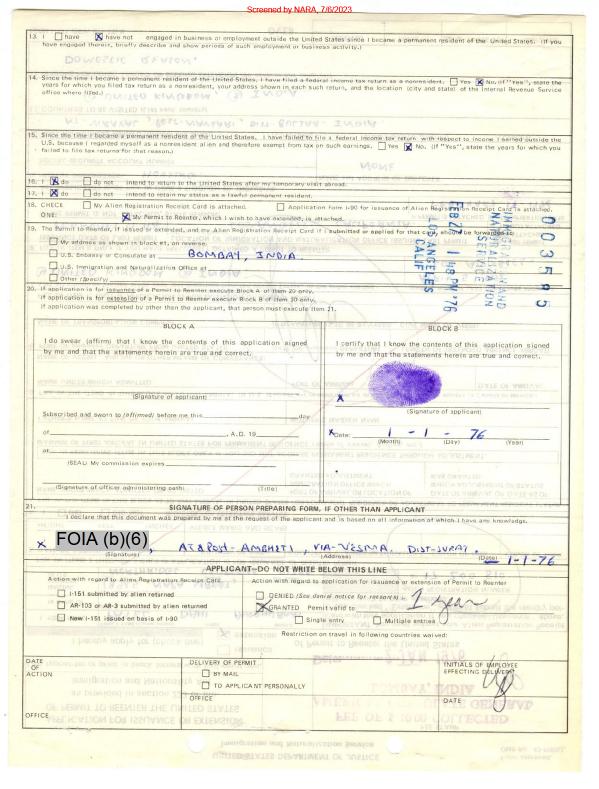 Screened by NARA, 7/6/2023
13. I ☐ have ☒ have not engaged in business or employment outside the United States since I became a permanent resident of the United States. (If you
have engaged therein, briefly describe and show periods of such employment or business activity.)
14. Since the time I became a permanent resident of the United States, I have filed a federal income tax return as a nonresident. ☐ Yes ☒ No. (If "Yes", state the
years for which you filed tax return as a nonresident, your address shown in each such return, and the location (city and state) of the Internal Revenue Service
office where filed.)
15. Since the time I became a permanent resident of the United States, I have failed to file a federal income tax return with respect to income I earned outside the
U.S. because I regarded myself as a nonresident alien and therefore exempt from tax on such earnings. ☐ Yes ☒ No. (If "Yes", state the years for which you
failed to file tax returns for that reason.)
16. I ☒ do ☐ do not intend to return to the United States after my temporary visit abroad.
17. I ☒ do ☐ do not intend to retain my status as a lawful permanent resident.
18. CHECK ☐ My Alien Registration Receipt Card is attached. ☐ Application form I-90 for issuance of Alien Registration Receipt Card is attached.
ONE: ☒ My Permit to Reenter, which I wish to have extended, is attached.
19. The Permit to Reenter, if issued or extended, and my Alien Registration Receipt Card if submitted or applied for that card, should be forwarded to:
☐ My address as shown in block #1, on reverse.
☐ U.S. Embassy or Consulate at BOMBAY, INDIA.
☐ U.S. Immigration and Naturalization Office at
☐ Other (Specify)
IMMIGRATION AND
NATURALIZATION
SERVICE
FEB 2 1 48 PM '76
LOS ANGELES
CALIF
003595
20. If application is for issuance of a Permit to Reenter execute Block A of item 20 only.
If application is for extension of a Permit to Reenter execute Block B of item 20 only.
If application was completed by other than the applicant, that person must execute item 21.
BLOCK A
I do swear (affirm) that I know the contents of this application signed
by me and that the statements herein are true and correct.
(Signature of applicant)
Subscribed and sworn to (affirmed) before me this day
of , A.D. 19
at
(SEAL) My commission expires
(Signature of officer administering oath) (Title)
BLOCK B
I certify that I know the contents of this application signed
by me and that the statements herein are true and correct.
x
(Signature of applicant)
x Date: 1 - 1 - 76
(Month) (Day) (Year)
21. SIGNATURE OF PERSON PREPARING FORM, IF OTHER THAN APPLICANT
I declare that this document was prepared by me at the request of the applicant and is based on all information of which I have any knowledge.
x FOIA (b)(6), AT&POST-AMBHETI, VIA-VESMA. DIST-SURAT 1-1-76
(Signature) (Address) (Date)
APPLICANT—DO NOT WRITE BELOW THIS LINE
Action with regard to Alien Registration Receipt Card
☐ I-151 submitted by alien returned
☐ AR-103 or AR-3 submitted by alien returned
☐ New I-151 issued on basis of I-90
Action with regard to application for issuance or extension of Permit to Reenter
☐ DENIED (See denial notice for reason(s).)
☒ GRANTED Permit valid to 1 year
☐ Single entry ☐ Multiple entries
Restriction on travel in following countries waived:
DATE
OF
ACTION
OFFICE
DELIVERY OF PERMIT
☐ BY MAIL
☐ TO APPLICANT PERSONALLY
OFFICE
INITIALS OF EMPLOYEE
EFFECTING DELIVERY
DATE